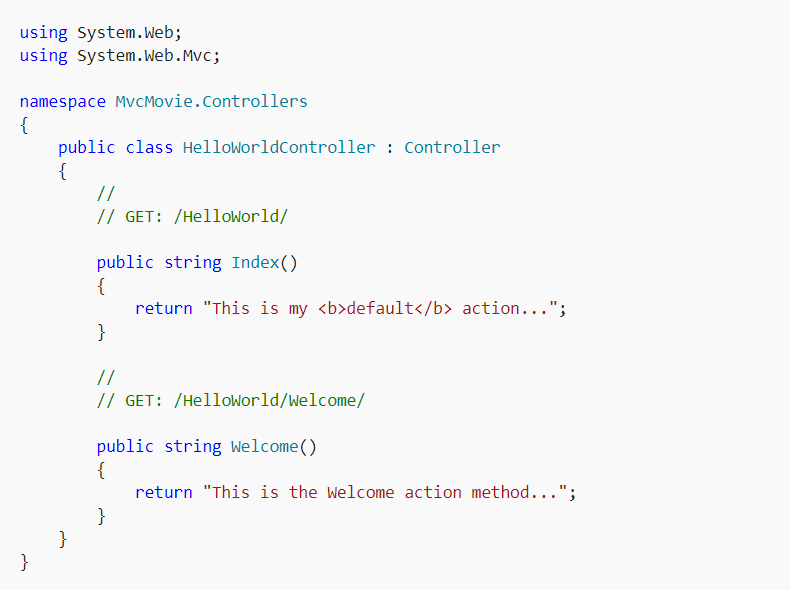 using System.Web;
using System.Web.Mvc;

namespace MvcMovie.Controllers
{
    public class HelloWorldController : Controller
    {
        //
        // GET: /HelloWorld/

        public string Index()
        {
            return "This is my <b>default</b> action...";
        }

        //
        // GET: /HelloWorld/Welcome/

        public string Welcome()
        {
            return "This is the Welcome action method...";
        }
    }
}